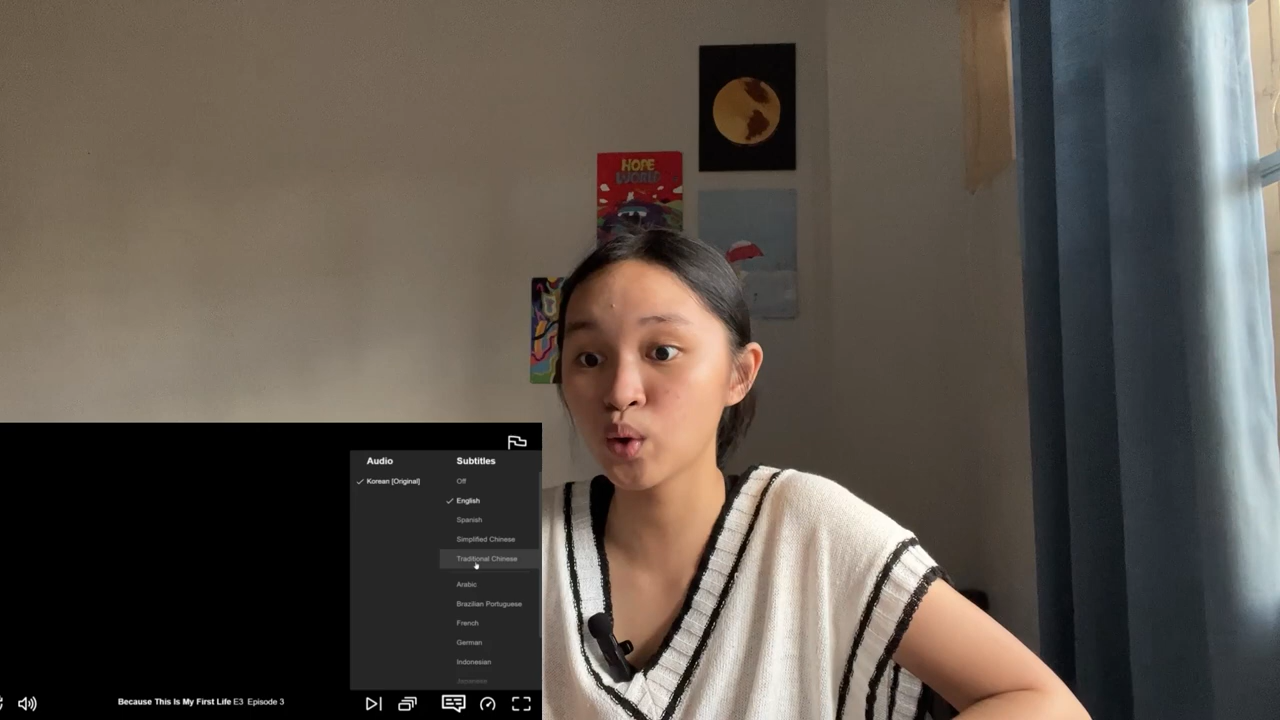 HOPE
WORLD
Audio
Subtitles
Korean [Original]
Off
English
Spanish
Simplified Chinese
Traditional Chinese
Arabic
Brazilian Portuguese
French
German
Indonesian
Japanese
Because This Is My First Life E3 Episode 3